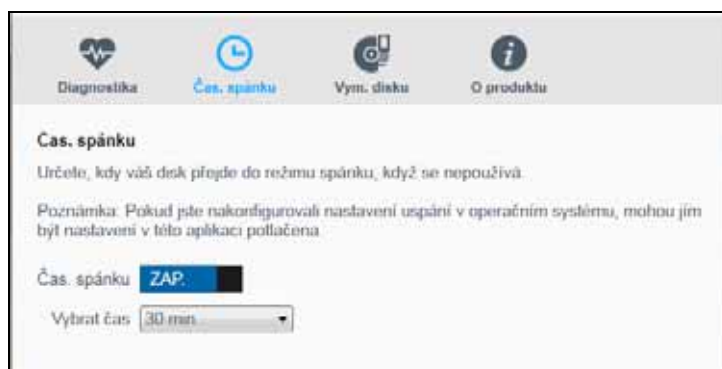 Diagnostika
Čas. spánku
Vym. disku
O produktu
Čas. spánku
Určete, kdy váš disk přejde do režimu spánku, když se nepoužívá.
Poznámka: Pokud jste nakonfigurovali nastavení uspání v operačním systému, mohou jím
být nastavení v této aplikaci potlačena.
Čas. spánku ZAP.
Vybrat čas 30 min.